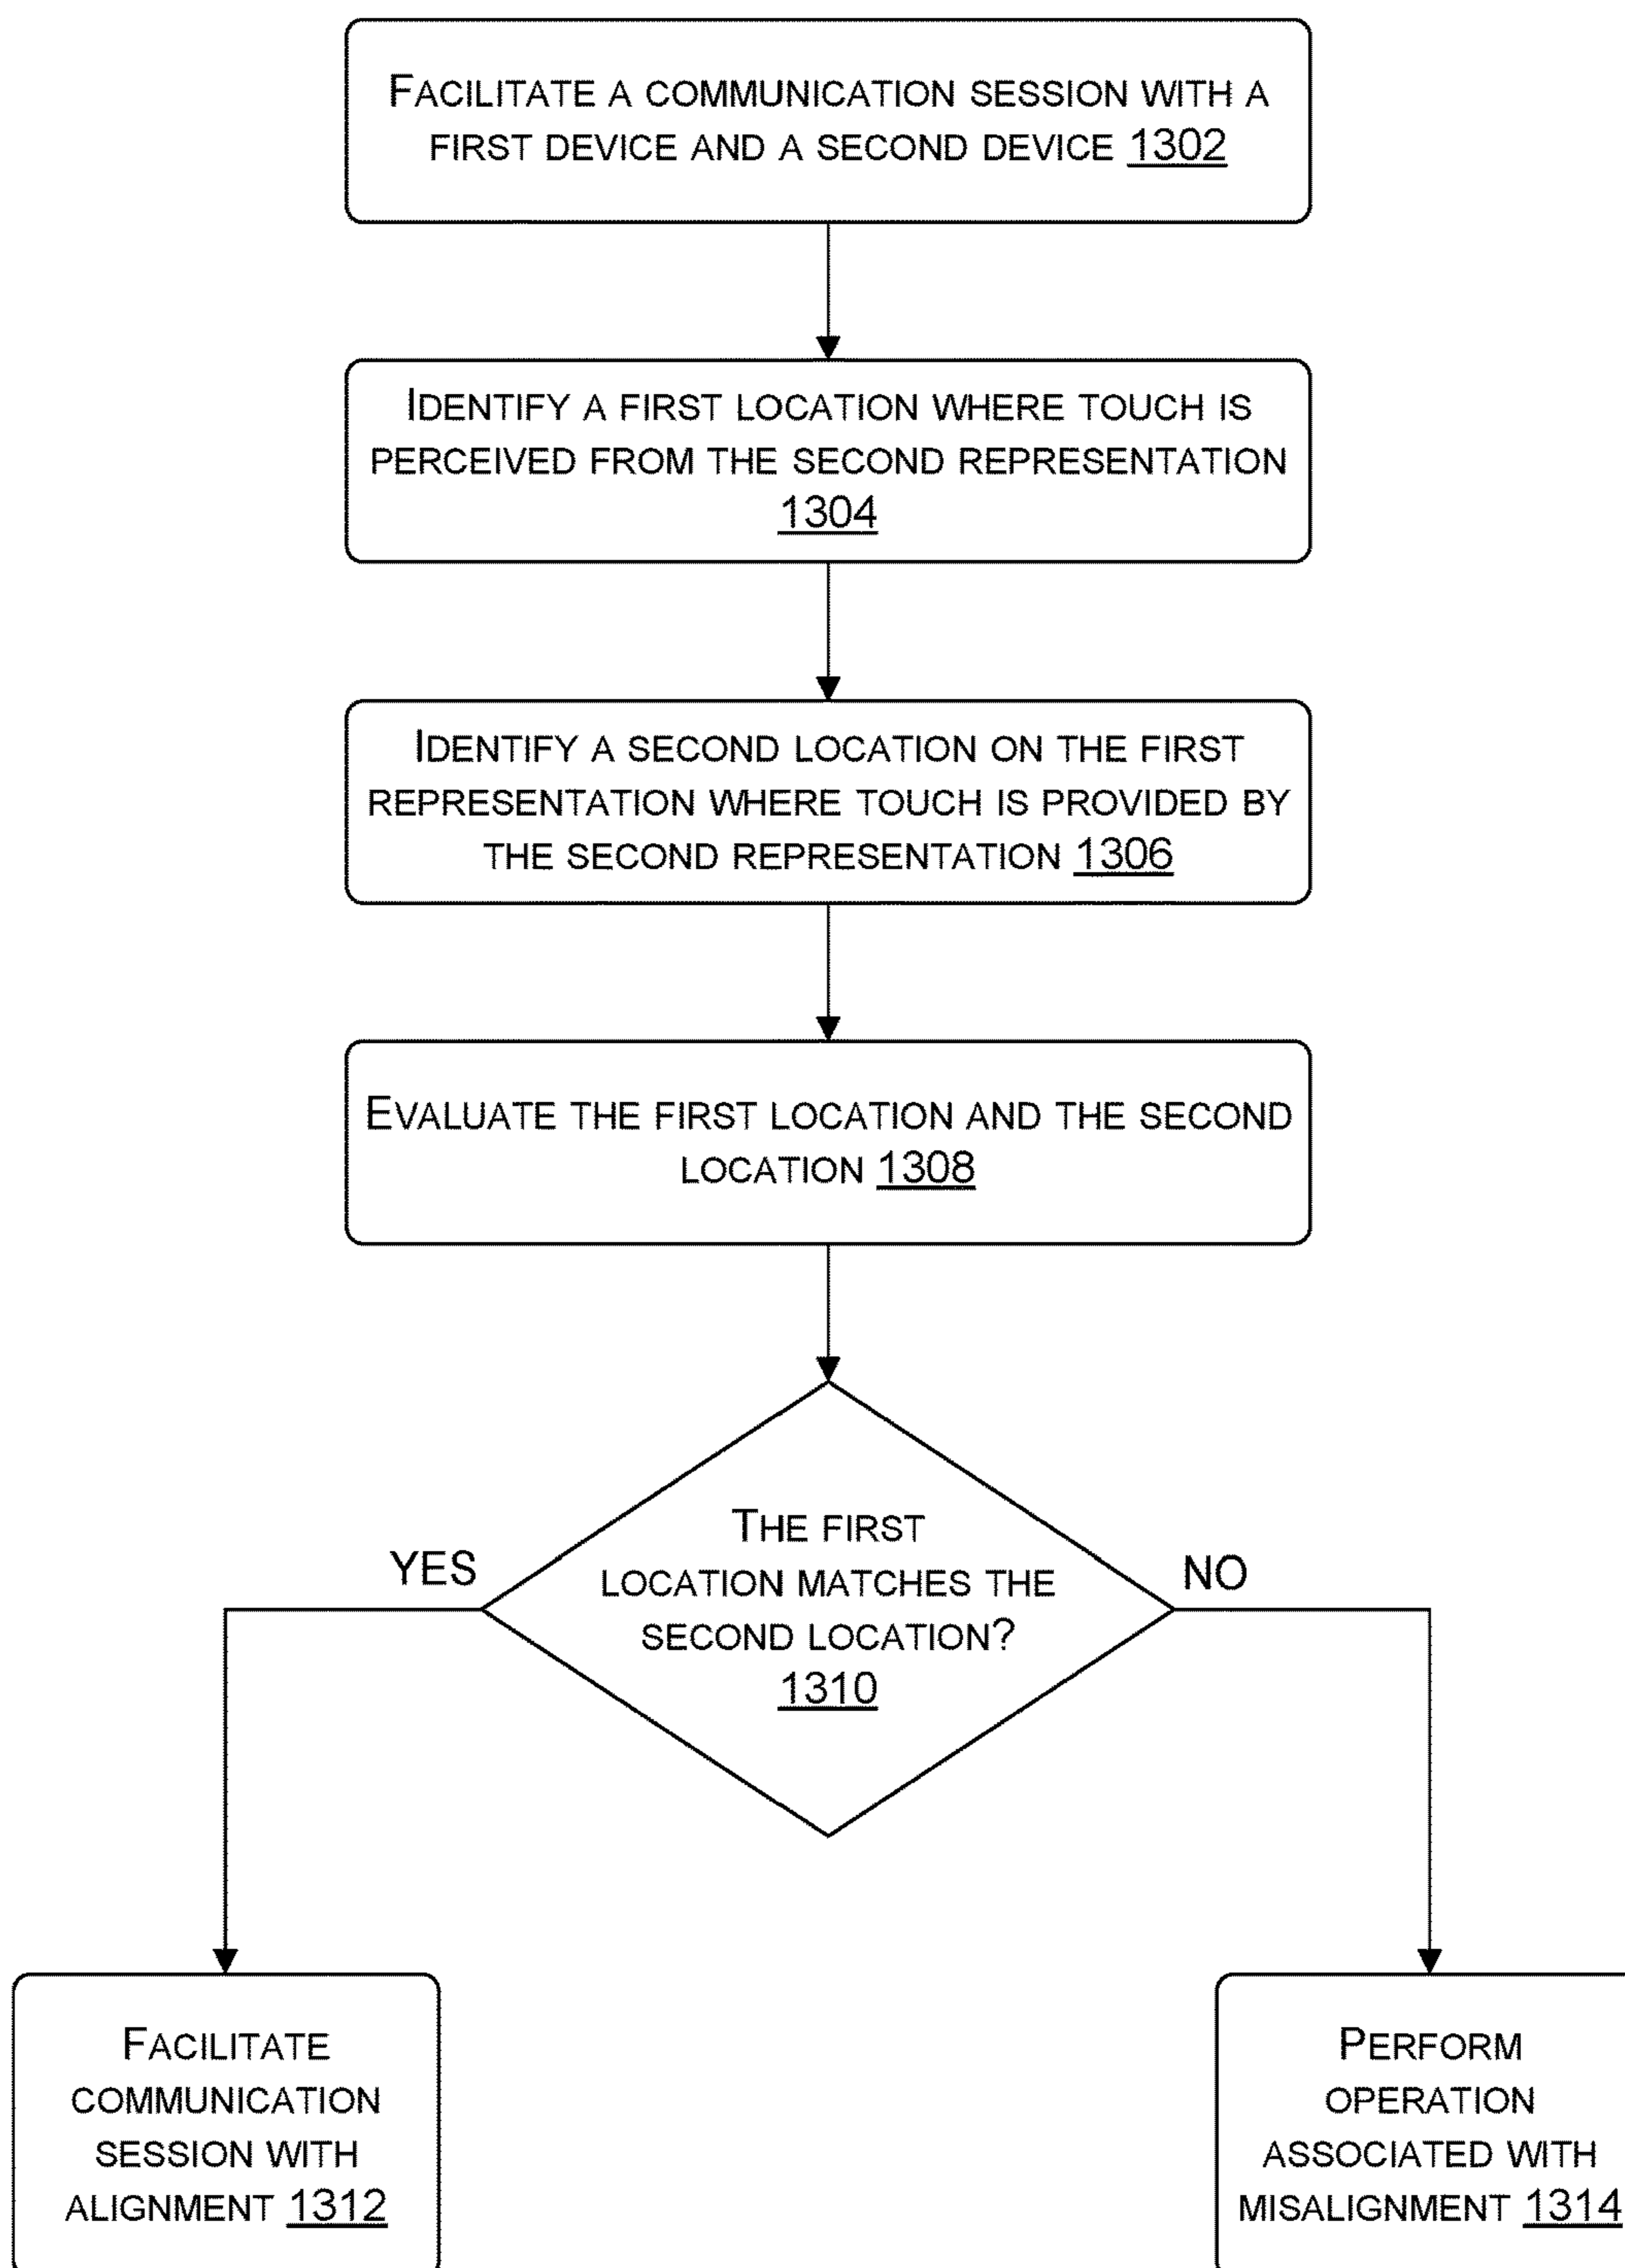 FACILITATE A COMMUNICATION SESSION WITH A
FIRST DEVICE AND A SECOND DEVICE 1302
IDENTIFY A FIRST LOCATION WHERE TOUCH IS
PERCEIVED FROM THE SECOND REPRESENTATION
1304
IDENTIFY A SECOND LOCATION ON THE FIRST
REPRESENTATION WHERE TOUCH IS PROVIDED BY
THE SECOND REPRESENTATION 1306
EVALUATE THE FIRST LOCATION AND THE SECOND
LOCATION 1308
THE FIRST
LOCATION MATCHES THE
SECOND LOCATION?
1310
YES
NO
FACILITATE
COMMUNICATION
SESSION WITH
ALIGNMENT 1312
PERFORM
OPERATION
ASSOCIATED WITH
MISALIGNMENT 1314